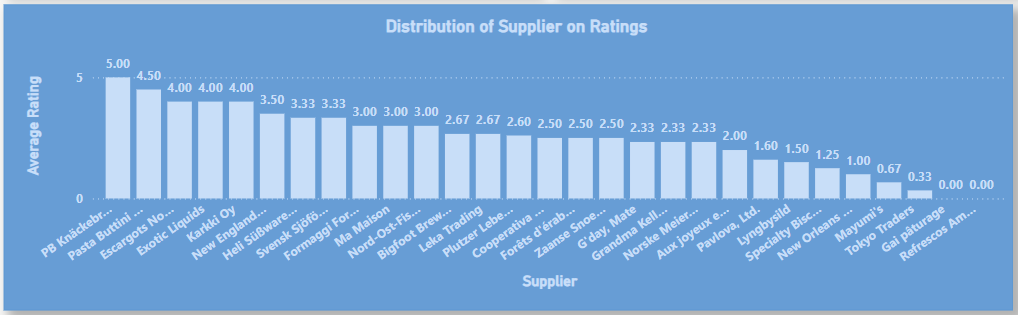 Distribution of Supplier on Ratings
Average Rating
5
0
5.00
4.50
4.00
4.00
4.00
3.50
3.33
3.33
3.00
3.00
3.00
2.67
2.67
2.60
2.50
2.50
2.50
2.33
2.33
2.33
2.00
1.60
1.50
1.25
1.00
0.67
0.33
0.00
0.00
PB Knäckebr...
Pasta Buttini ...
Escargots No...
Exotic Liquids
Karkki Oy
New England...
Heli Süßware...
Svensk Sjöfö...
Formaggi For...
Ma Maison
Nord-Ost-Fis...
Bigfoot Brew...
Leka Trading
Plutzer Lebe...
Cooperativa ...
Forêts d'érab...
Zaanse Snoe...
G'day, Mate
Grandma Kell...
Norske Meier...
Aux joyeux e...
Pavlova, Ltd.
Lyngbysild
Specialty Bisc...
New Orleans ...
Mayumi's
Tokyo Traders
Gai pâturage
Refrescos Am...
Supplier